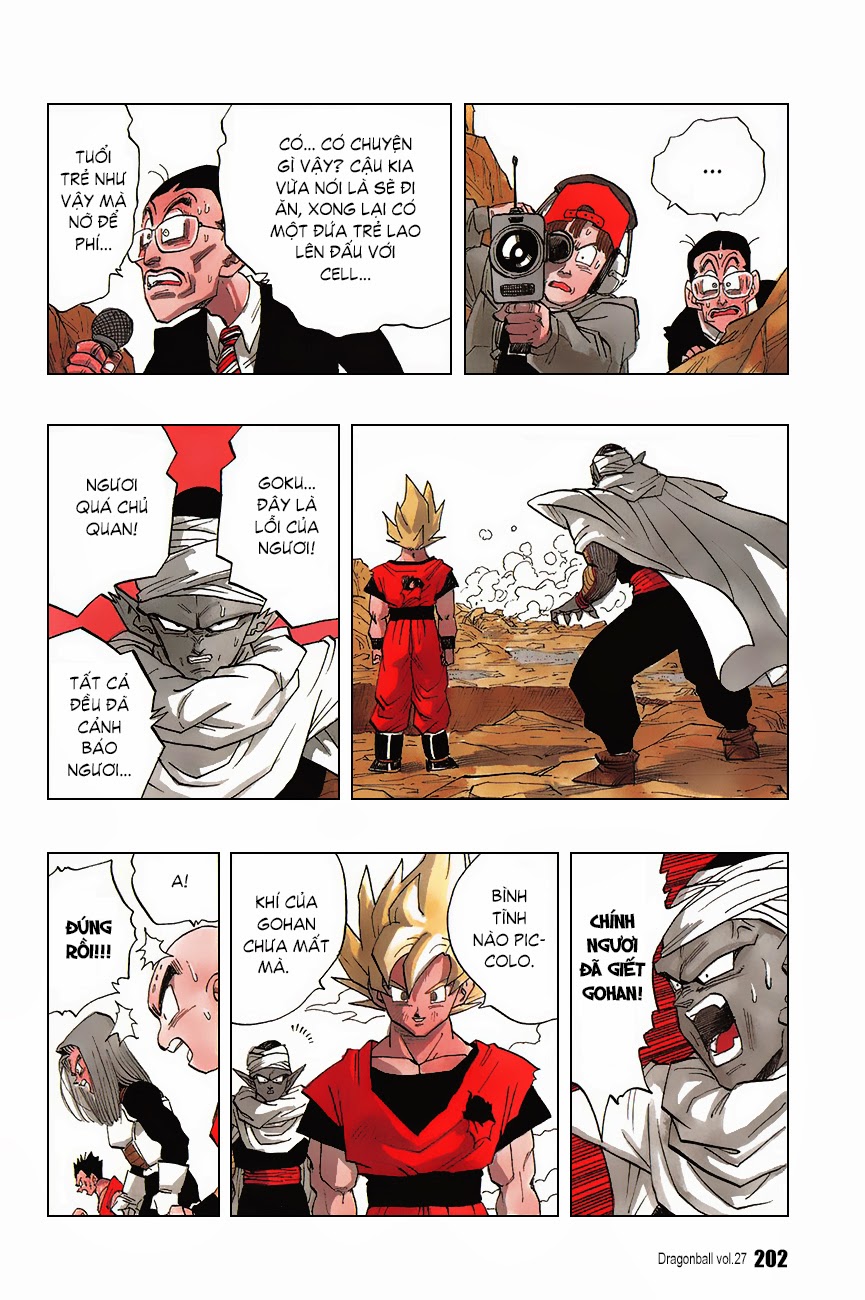 ...
CÓ... CÓ CHUYỆN
GÌ VẬY? CẬU KIA
VỪA NÓI LÀ SẼ ĐI
ĂN, XONG LẠI CÓ
MỘT ĐỨA TRẺ LAO
LÊN ĐẤU VỚI
CELL...
TUỔI
TRẺ NHƯ
VẬY MÀ
NỠ ĐỂ
PHÍ...
GOKU...
ĐÂY LÀ
LỖI CỦA
NGƯƠI!
NGƯƠI
QUÁ CHỦ
QUAN!
TẤT CẢ
ĐỀU ĐÃ
CẢNH
BÁO
NGƯƠI...
CHÍNH
NGƯƠI
ĐÃ GIẾT
GOHAN!
BÌNH
TĨNH
NÀO PIC-
COLO.
KHÍ CỦA
GOHAN
CHƯA MẤT
MÀ.
A!
ĐÚNG
RỒI!!!
Dragonball vol.27 202